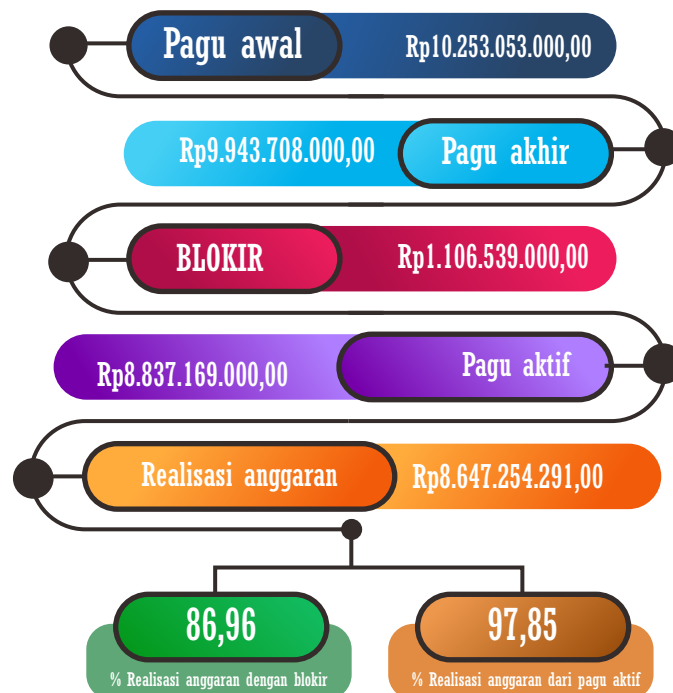 Pagu awal Rp10.253.053.000,00
Rp9.943.708.000,00 Pagu akhir
BLOKIR Rp1.106.539.000,00
Rp8.837.169.000,00 Pagu aktif
Realisasi anggaran Rp8.647.254.291,00
86,96 97,85
% Realisasi anggaran dengan blokir % Realisasi anggaran dari pagu aktif